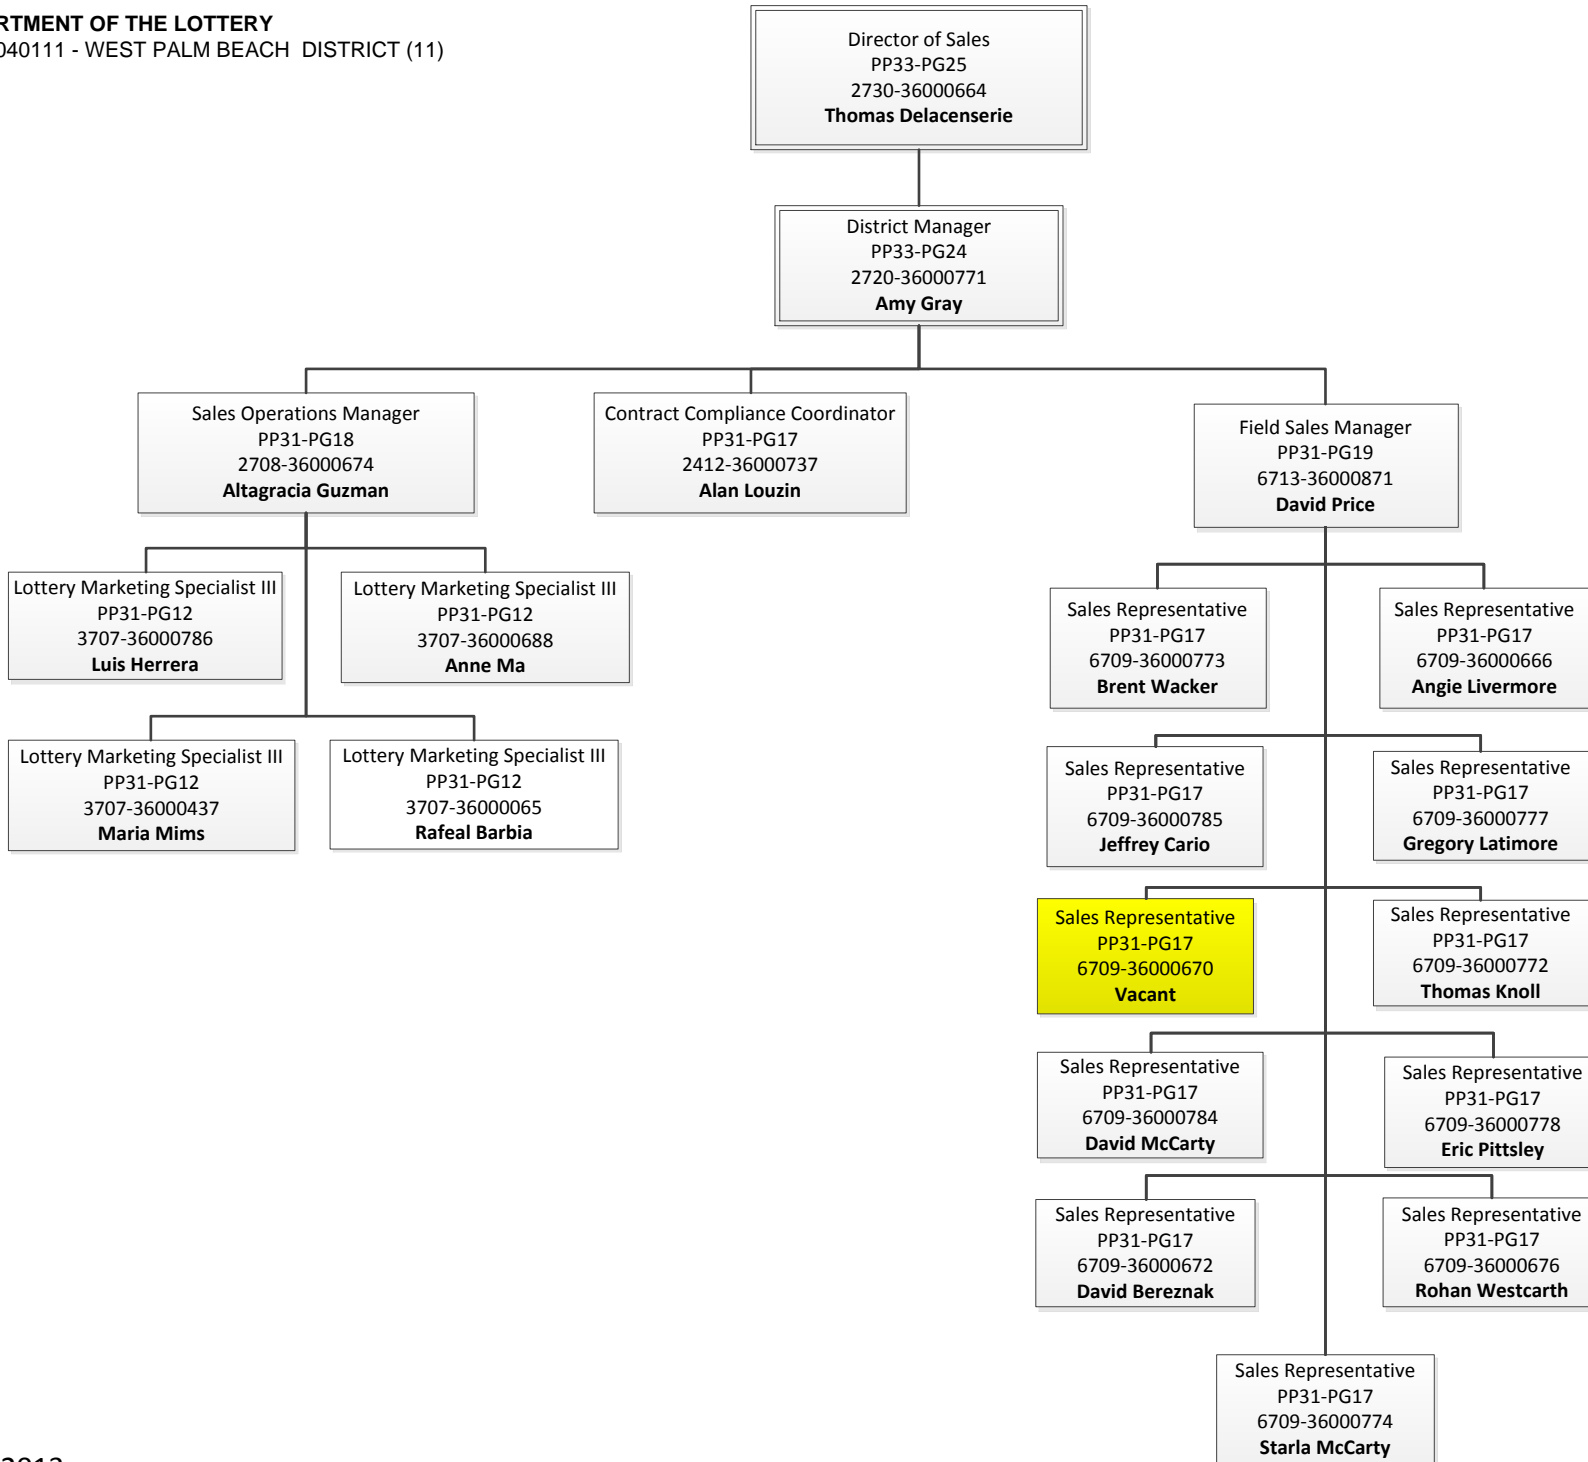 RTMENT OF THE LOTTERY
040111 - WEST PALM BEACH DISTRICT (11)
Director of Sales
PP33-PG25
2730-36000664
Thomas Delacenserie
District Manager
PP33-PG24
2720-36000771
Amy Gray
Sales Operations Manager
PP31-PG18
2708-36000674
Altagracia Guzman
Contract Compliance Coordinator
PP31-PG17
2412-36000737
Alan Louzin
Field Sales Manager
PP31-PG19
6713-36000871
David Price
Lottery Marketing Specialist III
PP31-PG12
3707-36000786
Luis Herrera
Lottery Marketing Specialist III
PP31-PG12
3707-36000688
Anne Ma
Lottery Marketing Specialist III
PP31-PG12
3707-36000437
Maria Mims
Lottery Marketing Specialist III
PP31-PG12
3707-36000065
Rafeal Barbia
Sales Representative
PP31-PG17
6709-36000773
Brent Wacker
Sales Representative
PP31-PG17
6709-36000666
Angie Livermore
Sales Representative
PP31-PG17
6709-36000785
Jeffrey Cario
Sales Representative
PP31-PG17
6709-36000777
Gregory Latimore
Sales Representative
PP31-PG17
6709-36000670
Vacant
Sales Representative
PP31-PG17
6709-36000772
Thomas Knoll
Sales Representative
PP31-PG17
6709-36000784
David McCarty
Sales Representative
PP31-PG17
6709-36000778
Eric Pittsley
Sales Representative
PP31-PG17
6709-36000672
David Bereznak
Sales Representative
PP31-PG17
6709-36000676
Rohan Westcarth
Sales Representative
PP31-PG17
6709-36000774
Starla McCarty